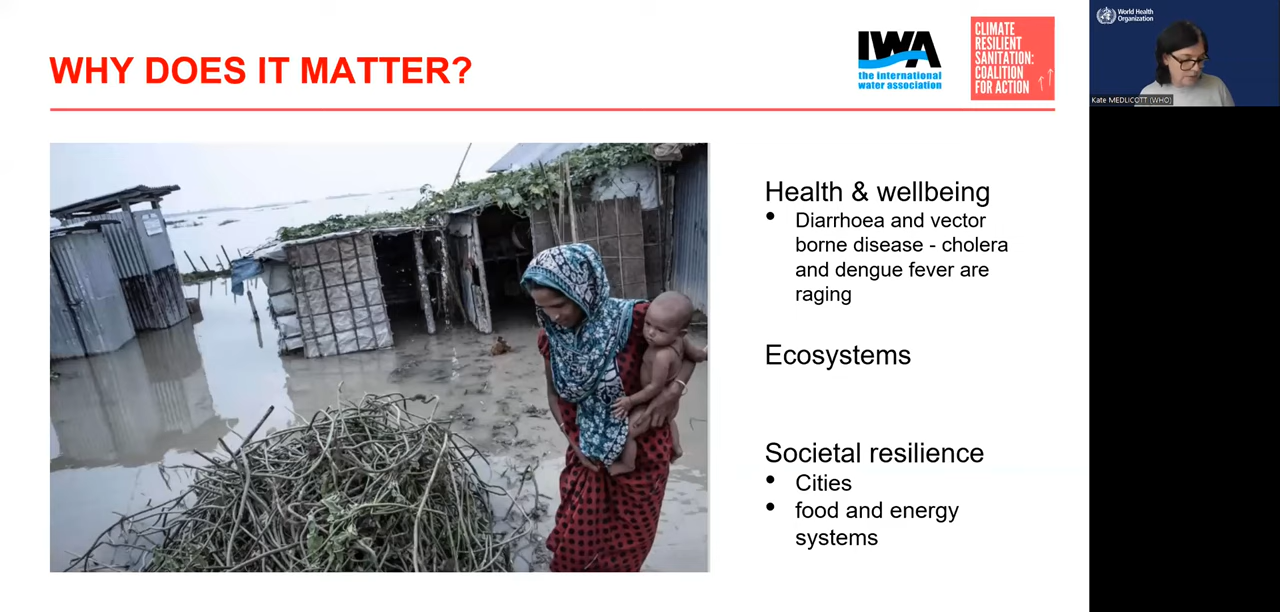 WHY DOES IT MATTER?
IWA
the international
water association
CLIMATE
RESILIENT
SANITATION:
COALITION
FOR ACTION
World Health
Organization
Kate MEDLICOTT (WHO)
Health & wellbeing
• Diarrhoea and vector
borne disease - cholera
and dengue fever are
raging
Ecosystems
Societal resilience
• Cities
• food and energy
systems